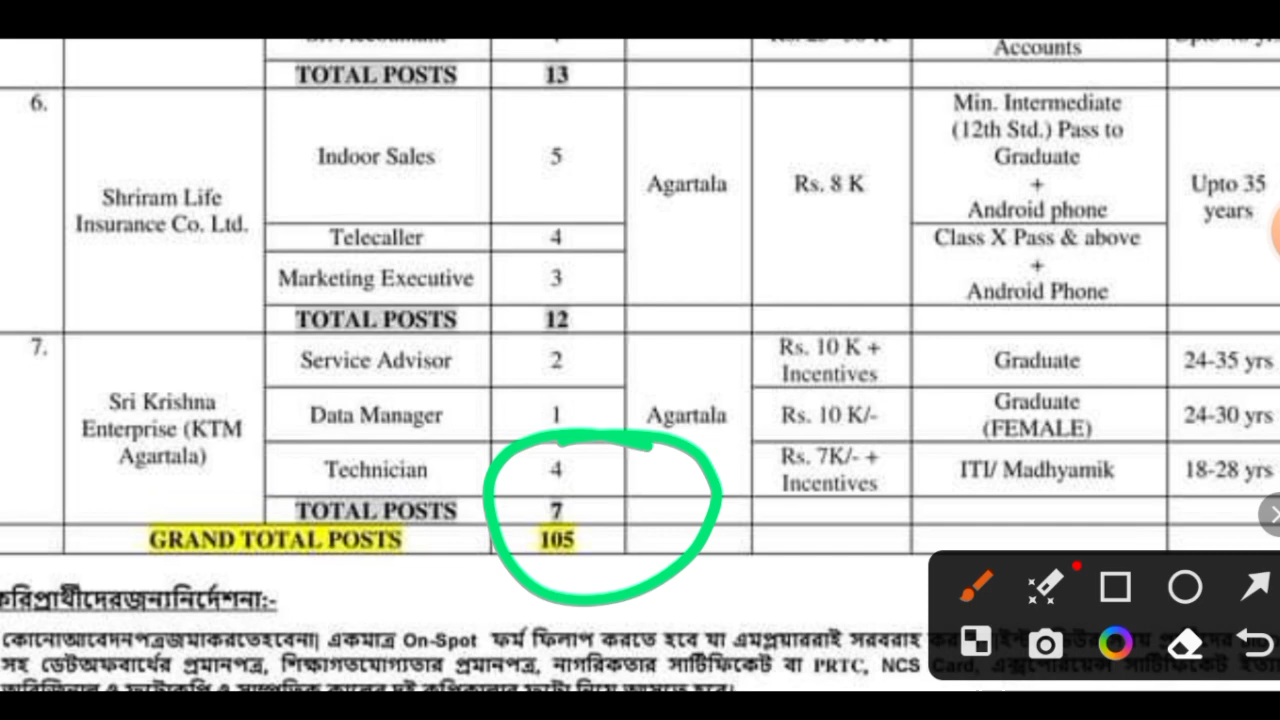 Accounts
TOTAL POSTS 13
6. Shriram Life Insurance Co. Ltd. Indoor Sales 5 Agartala Rs. 8 K Min. Intermediate (12th Std.) Pass to Graduate + Android phone Upto 35 years
Telecaller 4 Class X Pass & above + Android Phone
Marketing Executive 3
TOTAL POSTS 12
7. Sri Krishna Enterprise (KTM Agartala) Service Advisor 2 Agartala Rs. 10 K + Incentives Graduate 24-35 yrs
Data Manager 1 Rs. 10 K/- Graduate (FEMALE) 24-30 yrs
Technician 4 Rs. 7K/- + Incentives ITI/ Madhyamik 18-28 yrs
TOTAL POSTS 7
GRAND TOTAL POSTS 105
করিপ্রার্থীদেরজন্যনির্দেশনা:-
কোনোআবেদনপত্রজমাকরতেহবেনা| একমাত্র On-Spot ফর্ম ফিলাপ করতে হবে যা এমপ্লয়াররাই সরবরাহ
সহ ডেটঅফবার্থের প্রমানপত্র, শিক্ষাগতযোগ্যতার প্রমানপত্র, নাগরিকতার সার্টিফিকেট বা PRTC, NCS Card,